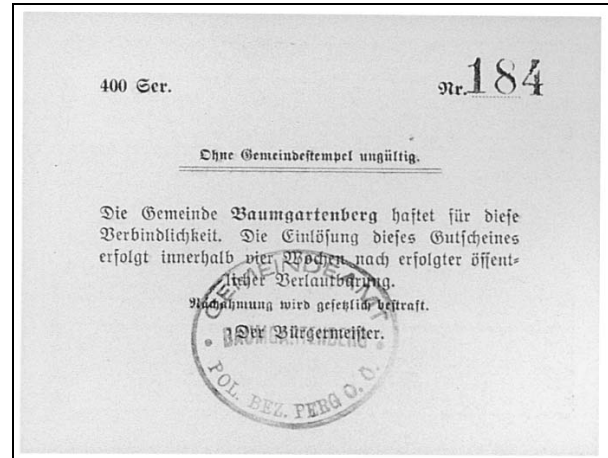 400 Ser.
Nr. 184
Ohne Gemeindestempel ungültig.
Die Gemeinde Baumgartenberg haftet für diese
Verbindlichkeit. Die Einlösung dieses Gutscheines
erfolgt innerhalb vier Wochen nach erfolgter öffent-
licher Verlautbarung.
Nachahmung wird gesetzlich bestraft.
Der Bürgermeister.
GEMEINDEAMT
BAUMGARTENBERG
POL. BEZ. PERG O. Ö.